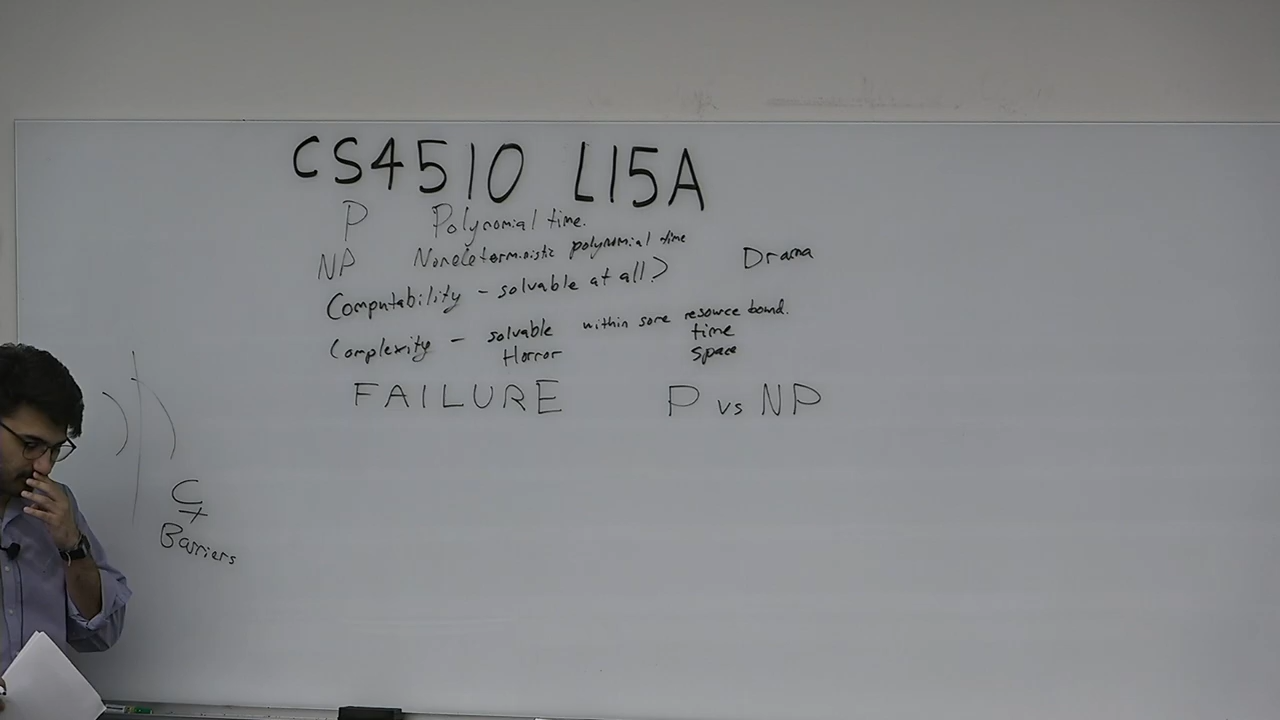 CS4510 L15A
P Polynomial time.
NP Nondeterministic polynomial time
Drama
Computability - solvable at all?
Complexity - solvable within some resource bound.
time
Horror
space
FAILURE P vs NP
Barriers